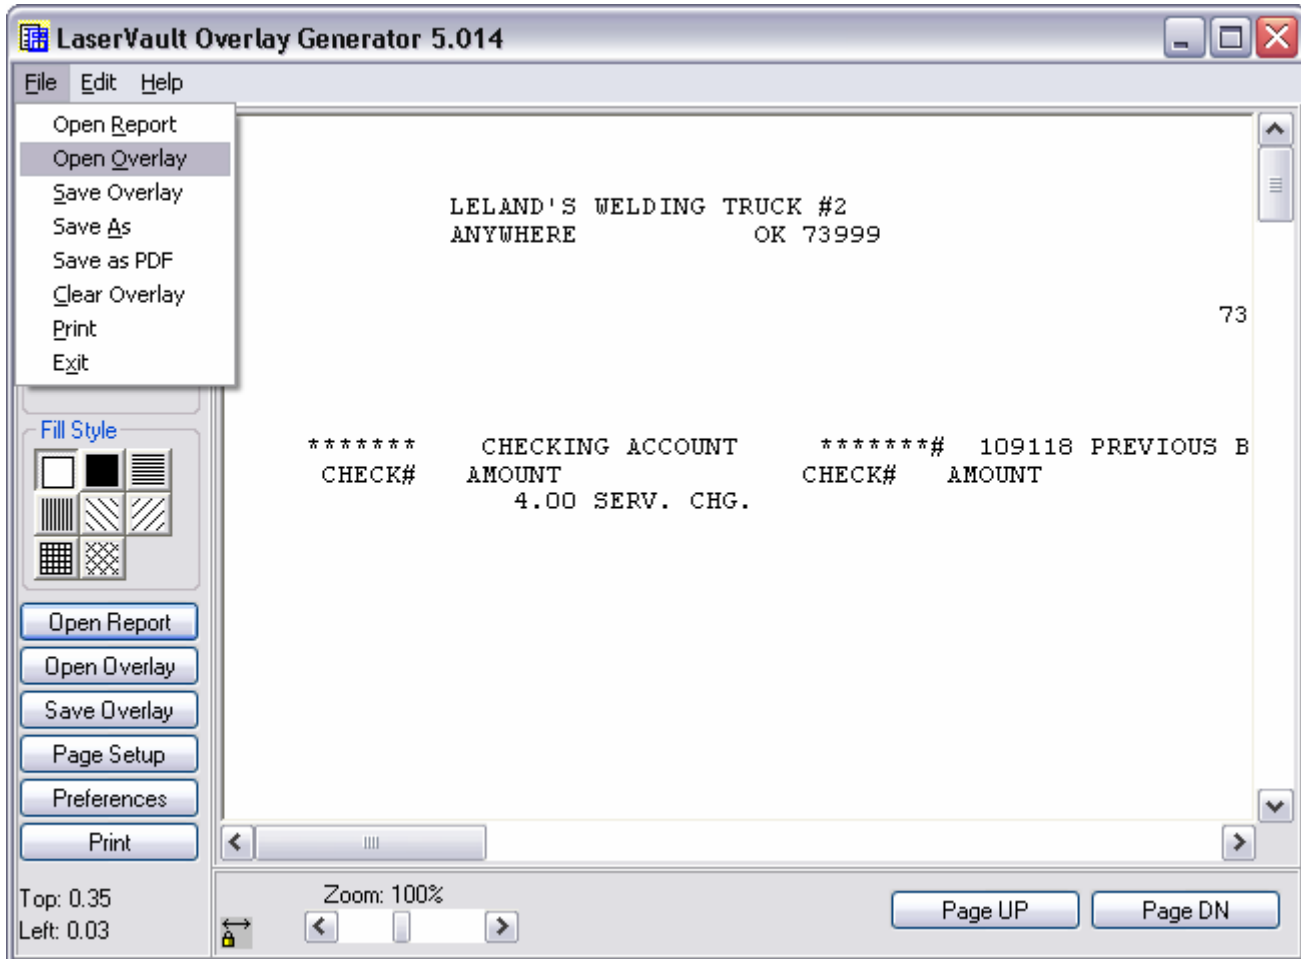 LaserVault Overlay Generator 5.014
File Edit Help
Open Report
Open Overlay
Save Overlay
Save As
Save as PDF
Clear Overlay
Print
Exit
LELAND'S WELDING TRUCK #2
ANYWHERE OK 73999
73
******* CHECKING ACCOUNT *******# 109118 PREVIOUS B
CHECK# AMOUNT CHECK# AMOUNT
4.00 SERV. CHG.
Fill Style
Open Report
Open Overlay
Save Overlay
Page Setup
Preferences
Print
Top: 0.35
Left: 0.03
Zoom: 100%
Page UP Page DN